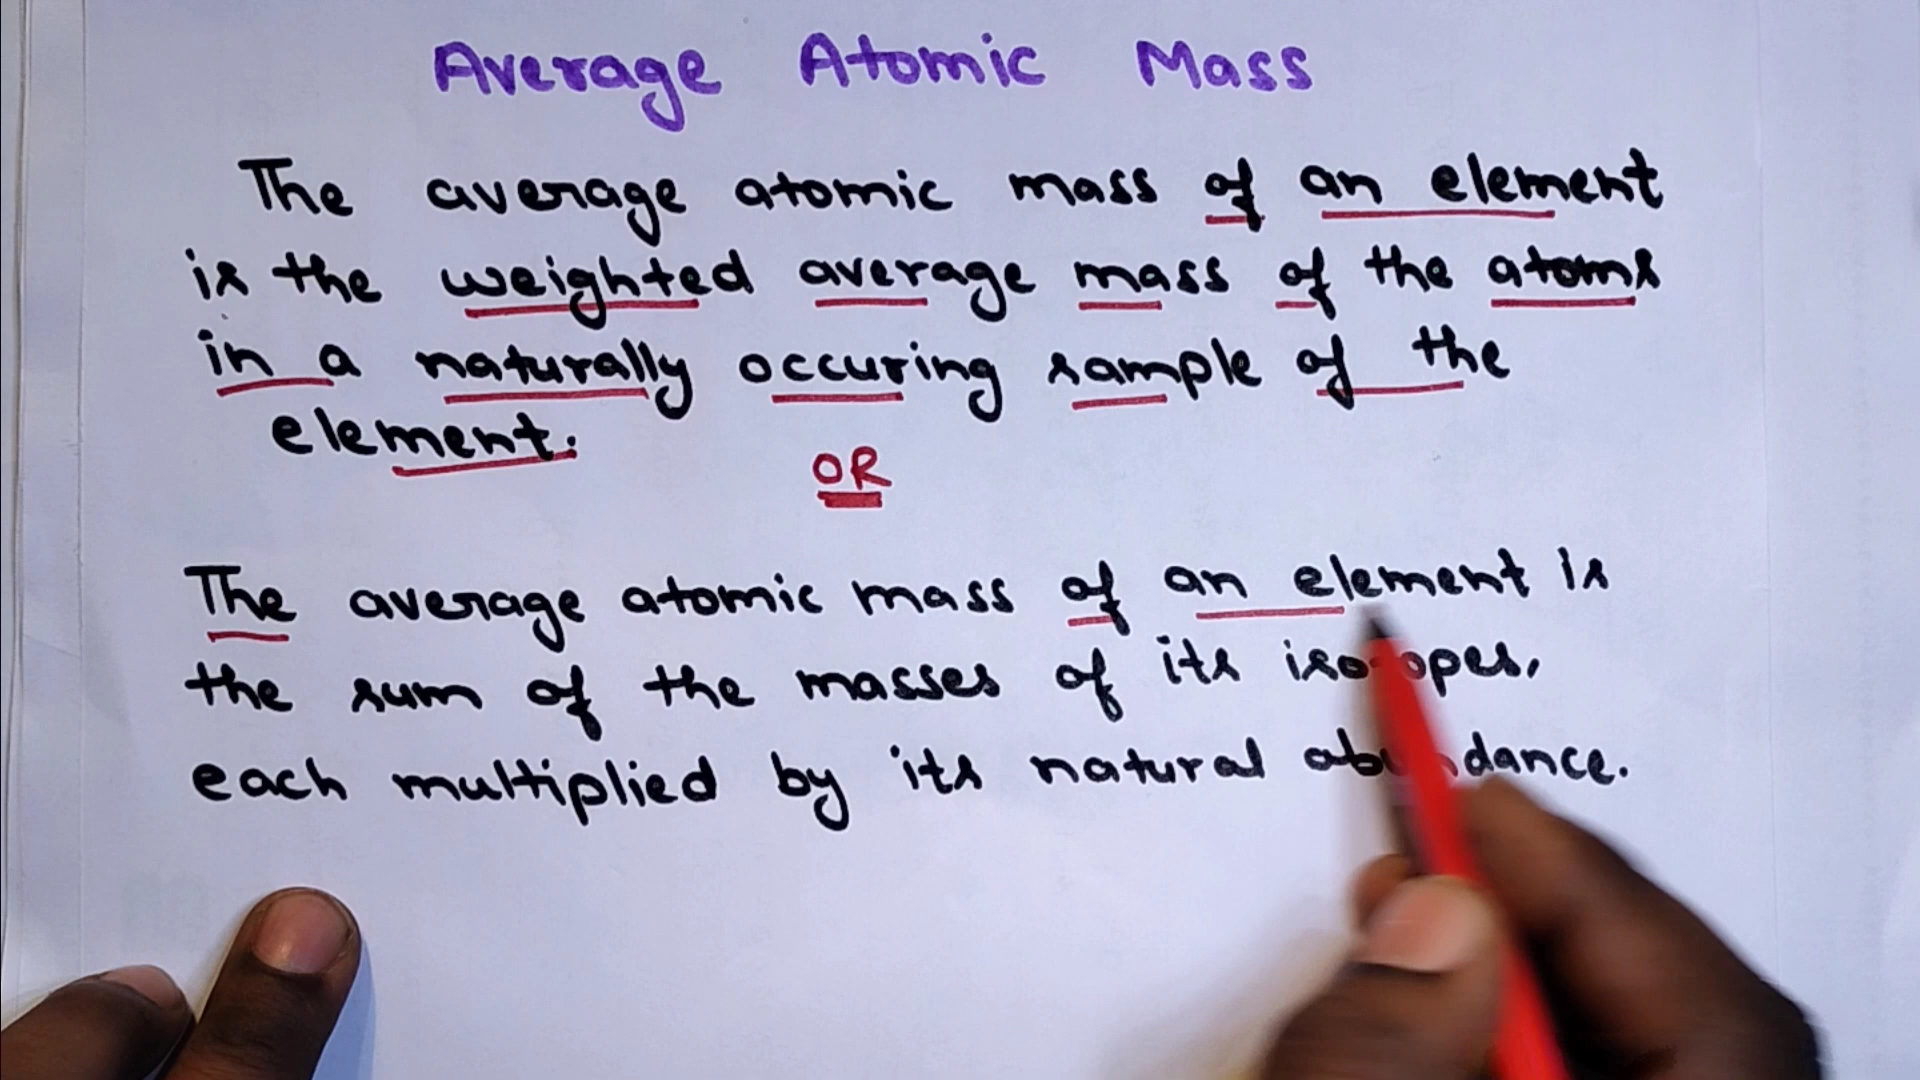 Average Atomic Mass
The average atomic mass of an element
is the weighted average mass of the atoms
in a naturally occuring sample of the
element.
OR
The average atomic mass of an element is
the sum of the masses of its isotopes,
each multiplied by its natural abundance.